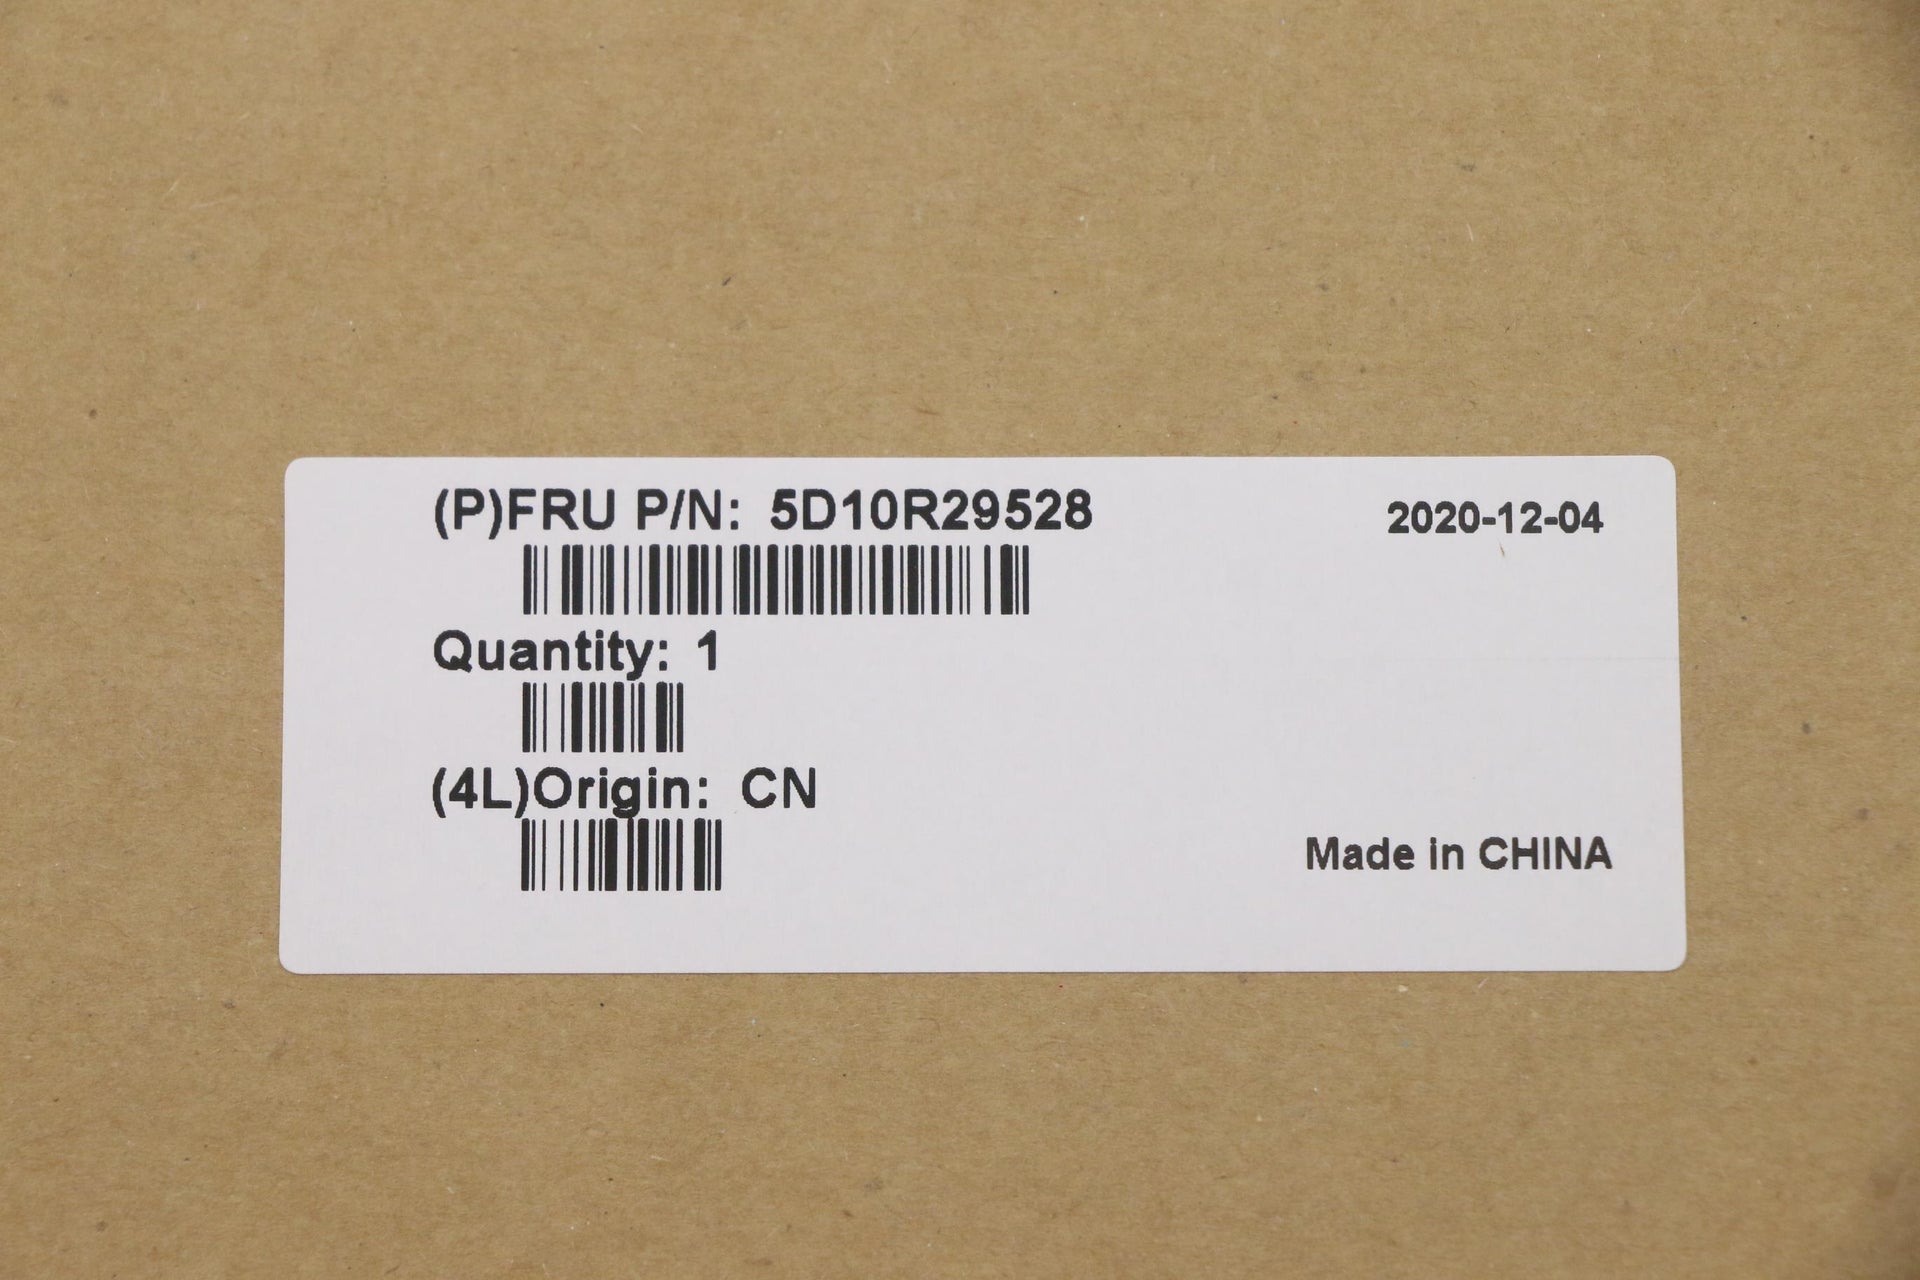 (P)FRU P/N: 5D10R29528
2020-12-04
Quantity: 1
(4L)Origin: CN
Made in CHINA